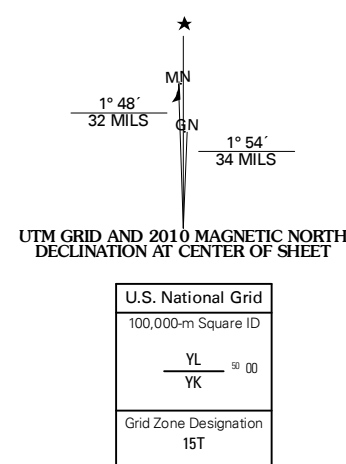 MN
1° 48´
32 MILS
GN
1° 54´
34 MILS
UTM GRID AND 2010 MAGNETIC NORTH
DECLINATION AT CENTER OF SHEET
U.S. National Grid
100,000-m Square ID
YL
50 00
YK
Grid Zone Designation
15T